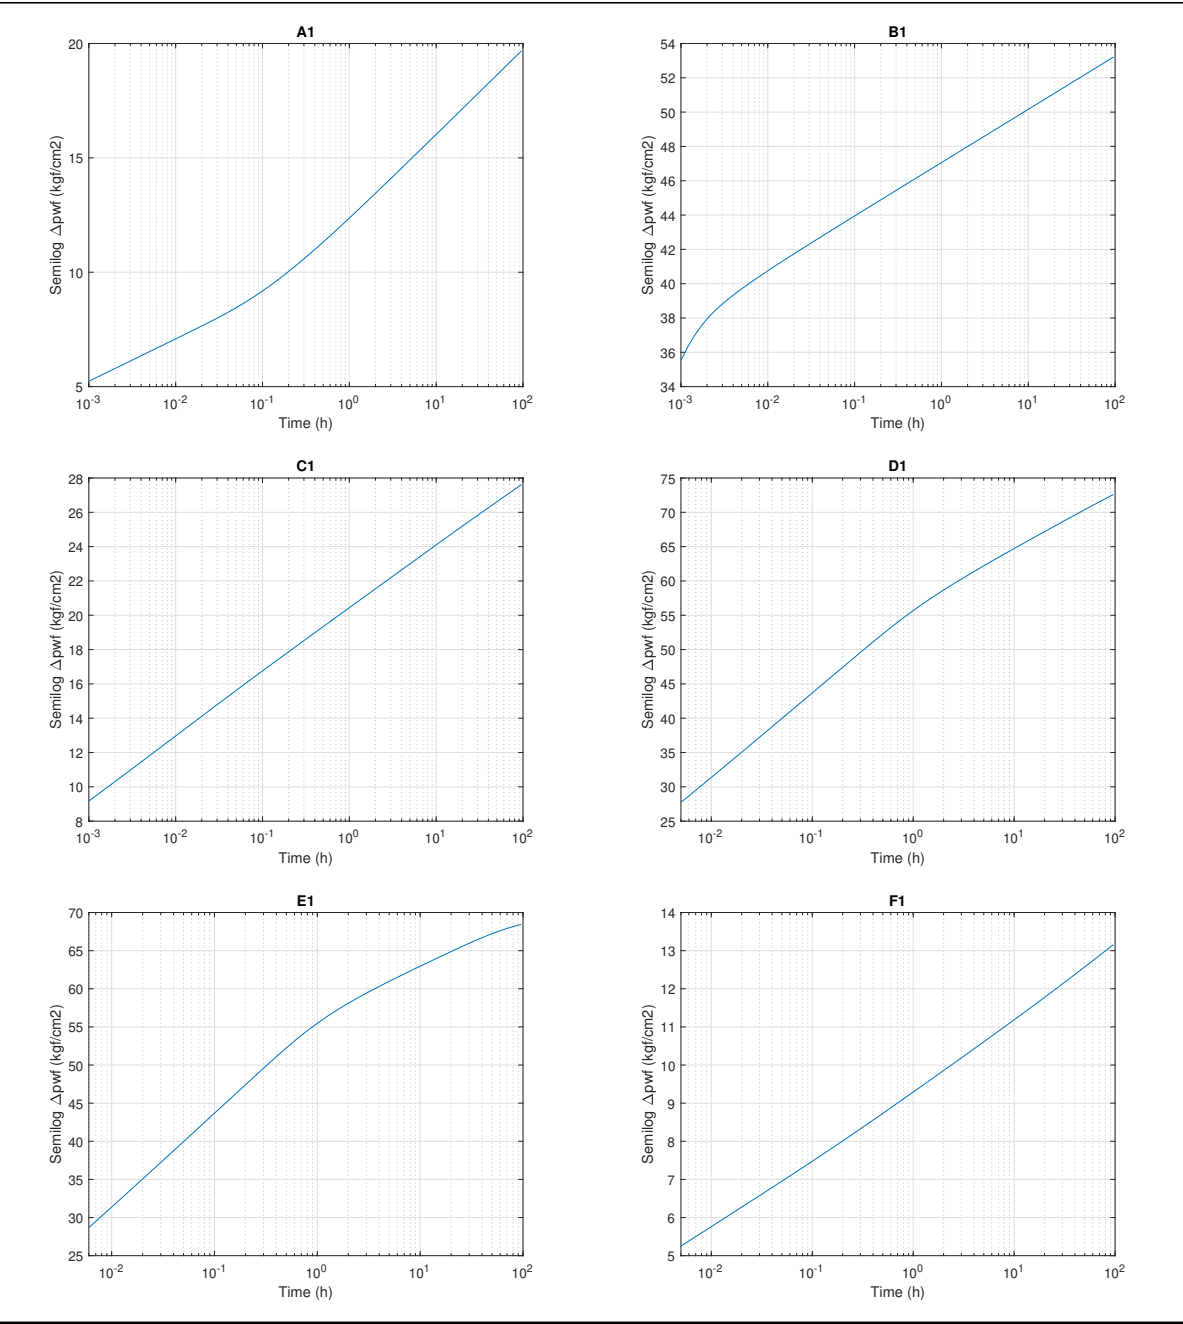 A1
20
15
10
5
Semilog Δpwf (kgf/cm2)
10-3 10-2 10-1 100 101 102
Time (h)
B1
54
52
50
48
46
44
42
40
38
36
34
Semilog Δpwf (kgf/cm2)
10-3 10-2 10-1 100 101 102
Time (h)
C1
28
26
24
22
20
18
16
14
12
10
8
Semilog Δpwf (kgf/cm2)
10-3 10-2 10-1 100 101 102
Time (h)
D1
75
70
65
60
55
50
45
40
35
30
25
Semilog Δpwf (kgf/cm2)
10-2 10-1 100 101 102
Time (h)
E1
70
65
60
55
50
45
40
35
30
25
Semilog Δpwf (kgf/cm2)
10-2 10-1 100 101 102
Time (h)
F1
14
13
12
11
10
9
8
7
6
5
Semilog Δpwf (kgf/cm2)
10-2 10-1 100 101 102
Time (h)